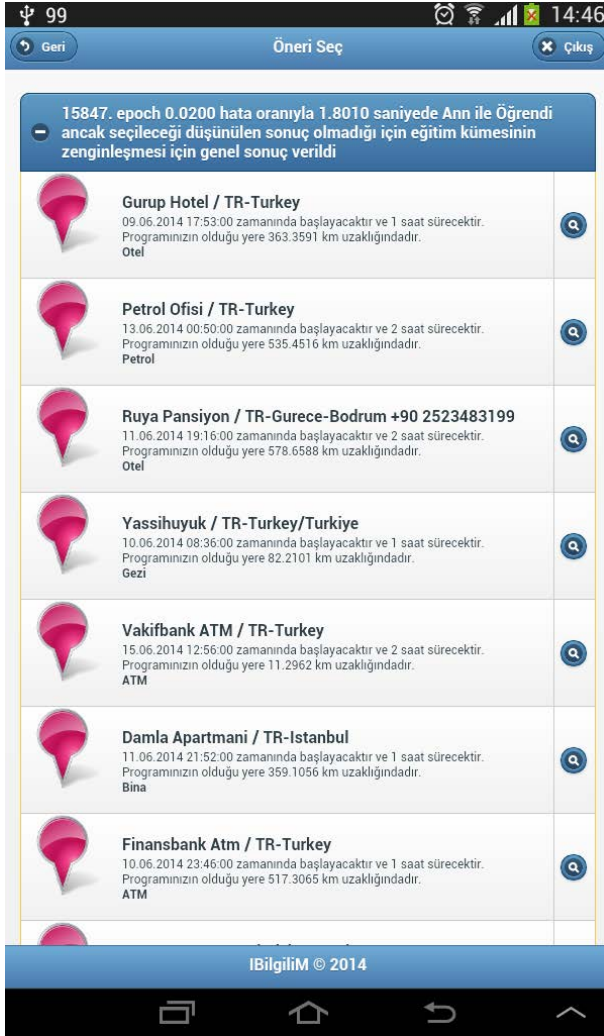 99
14:46
Geri
Öneri Seç
Çıkış
15847. epoch 0.0200 hata oranıyla 1.8010 saniyede Ann ile Öğrendi
ancak seçileceği düşünülen sonuç olmadığı için eğitim kümesinin
zenginleşmesi için genel sonuç verildi
Gurup Hotel / TR-Turkey
09.06.2014 17:53:00 zamanında başlayacaktır ve 1 saat sürecektir.
Programınızın olduğu yere 363.3591 km uzaklığındadır.
Otel
Petrol Ofisi / TR-Turkey
13.06.2014 00:50:00 zamanında başlayacaktır ve 2 saat sürecektir.
Programınızın olduğu yere 535.4516 km uzaklığındadır.
Petrol
Ruya Pansiyon / TR-Gurece-Bodrum +90 2523483199
11.06.2014 19:16:00 zamanında başlayacaktır ve 2 saat sürecektir.
Programınızın olduğu yere 578.6588 km uzaklığındadır.
Otel
Yassihuyuk / TR-Turkey/Turkiye
10.06.2014 08:36:00 zamanında başlayacaktır ve 1 saat sürecektir.
Programınızın olduğu yere 82.2101 km uzaklığındadır.
Gezi
Vakifbank ATM / TR-Turkey
15.06.2014 12:56:00 zamanında başlayacaktır ve 2 saat sürecektir.
Programınızın olduğu yere 11.2962 km uzaklığındadır.
ATM
Damla Apartmani / TR-Istanbul
11.06.2014 21:52:00 zamanında başlayacaktır ve 1 saat sürecektir.
Programınızın olduğu yere 359.1056 km uzaklığındadır.
Bina
Finansbank Atm / TR-Turkey
10.06.2014 23:46:00 zamanında başlayacaktır ve 1 saat sürecektir.
Programınızın olduğu yere 517.3065 km uzaklığındadır.
ATM
IBilgiliM © 2014